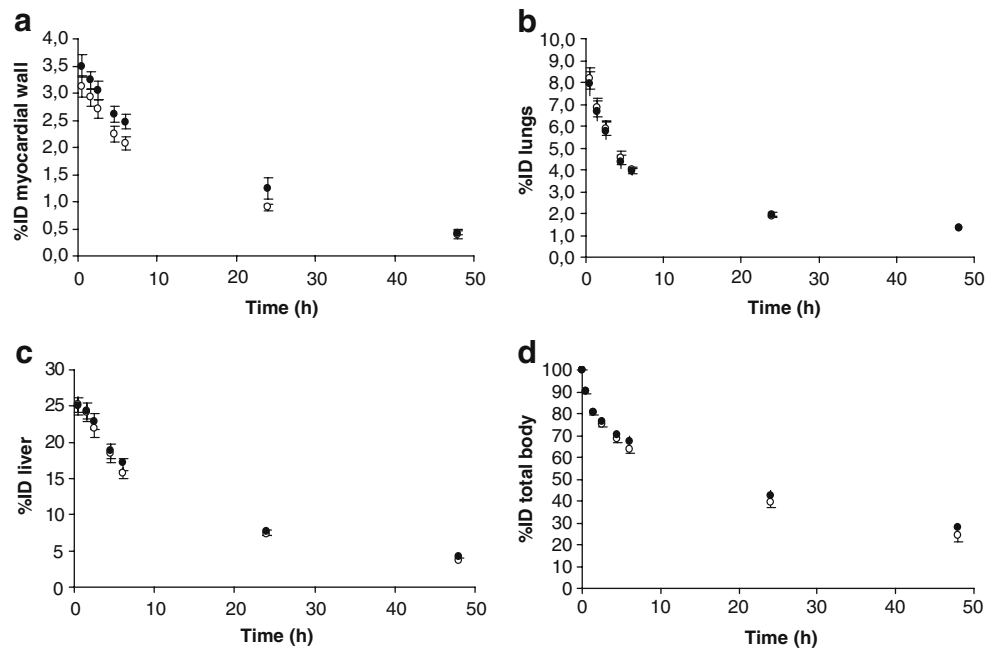 a
%ID myocardial wall
4,0
3,5
3,0
2,5
2,0
1,5
1,0
0,5
0,0
0 10 20 30 40 50
Time (h)
b
%ID lungs
10,0
9,0
8,0
7,0
6,0
5,0
4,0
3,0
2,0
1,0
0,0
0 10 20 30 40 50
Time (h)
c
%ID liver
30
25
20
15
10
5
0
0 10 20 30 40 50
Time (h)
d
%ID total body
100
90
80
70
60
50
40
30
20
10
0
0 10 20 30 40 50
Time (h)